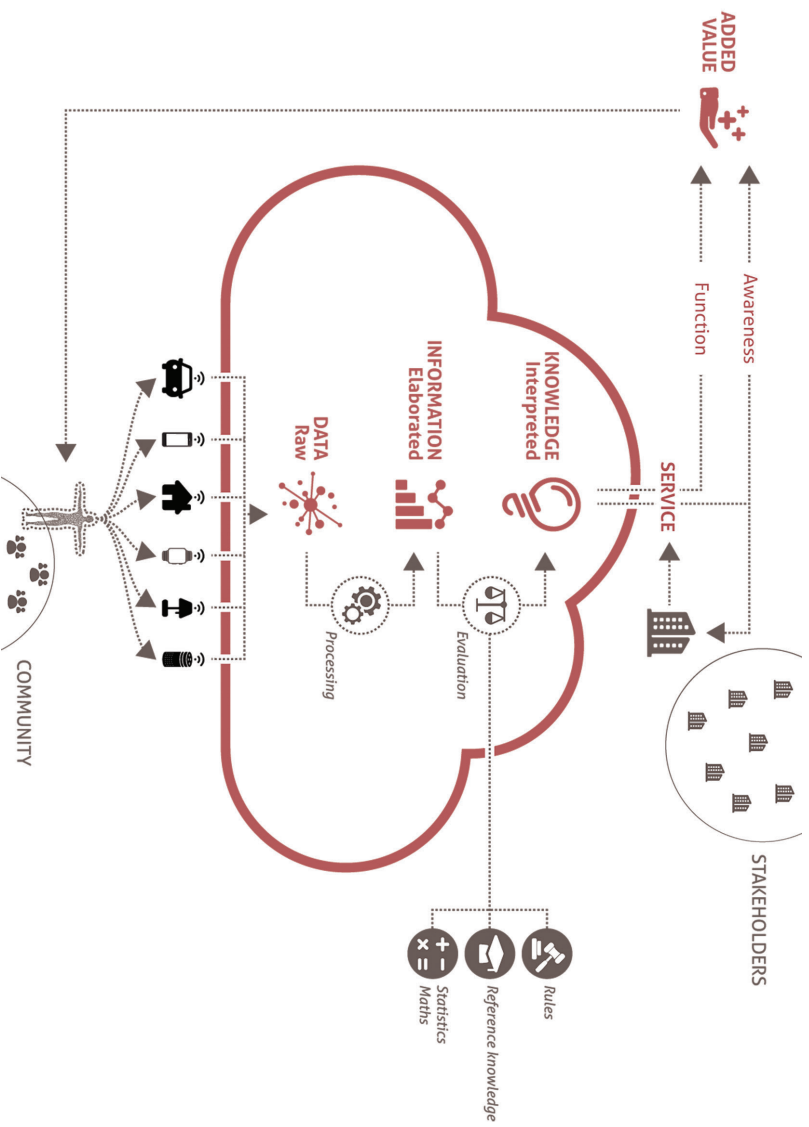 STAKEHOLDERS
Awareness
ADDED
VALUE
Function
SERVICE
KNOWLEDGE
Interpreted
Rules
Reference knowledge
Evaluation
INFORMATION
Elaborated
Statistics
Maths
Processing
DATA
Raw
COMMUNITY